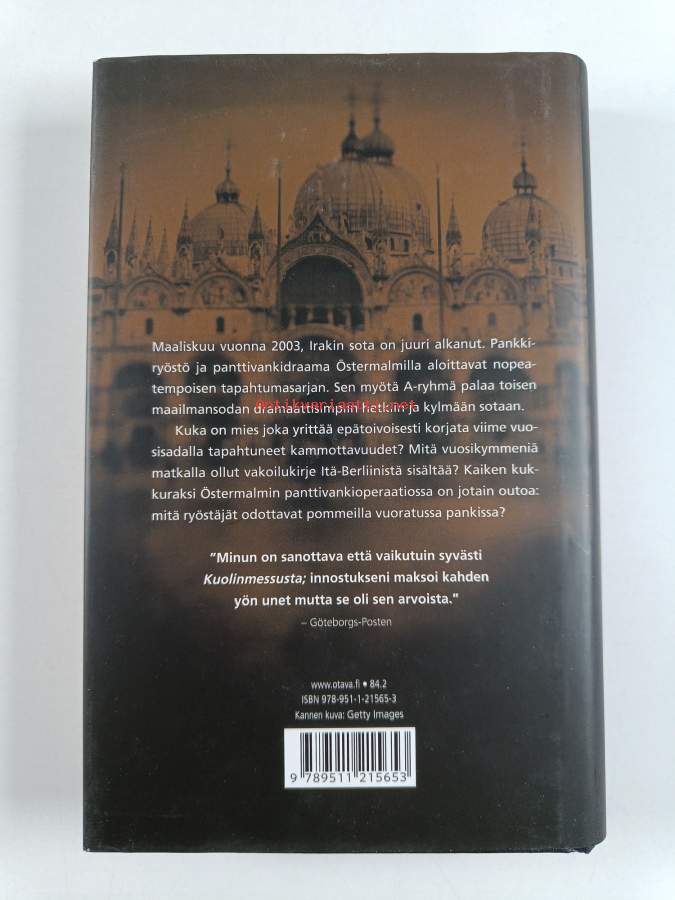 Maaliskuu vuonna 2003, Irakin sota on juuri alkanut. Pankki-
ryöstö ja panttivankidraama Östermalmilla aloittavat nopea-
tempoisen tapahtumasarjan. Sen myötä A-ryhmä palaa toisen
Antikvariaatti.net
maailmansodan dramaattisimpiin hetkiin ja kylmään sotaan.
Kuka on mies joka yrittää epätoivoisesti korjata viime vuo-
sisadalla tapahtuneet kammottavuudet? Mitä vuosikymmeniä
matkalla ollut vakoilukirje Itä-Berliinistä sisältää? Kaiken kuk-
kuraksi Östermalmin panttivankioperaatiossa on jotain outoa:
mitä ryöstäjät odottavat pommeilla vuoratussa pankissa?
"Minun on sanottava että vaikutuin syvästi
Kuolinmessusta; innostukseni maksoi kahden
yön unet mutta se oli sen arvoista."
– Göteborgs-Posten
www.otava.fi • 84.2
ISBN 978-951-1-21565-3
Kannen kuva: Getty Images
9 789511 215653